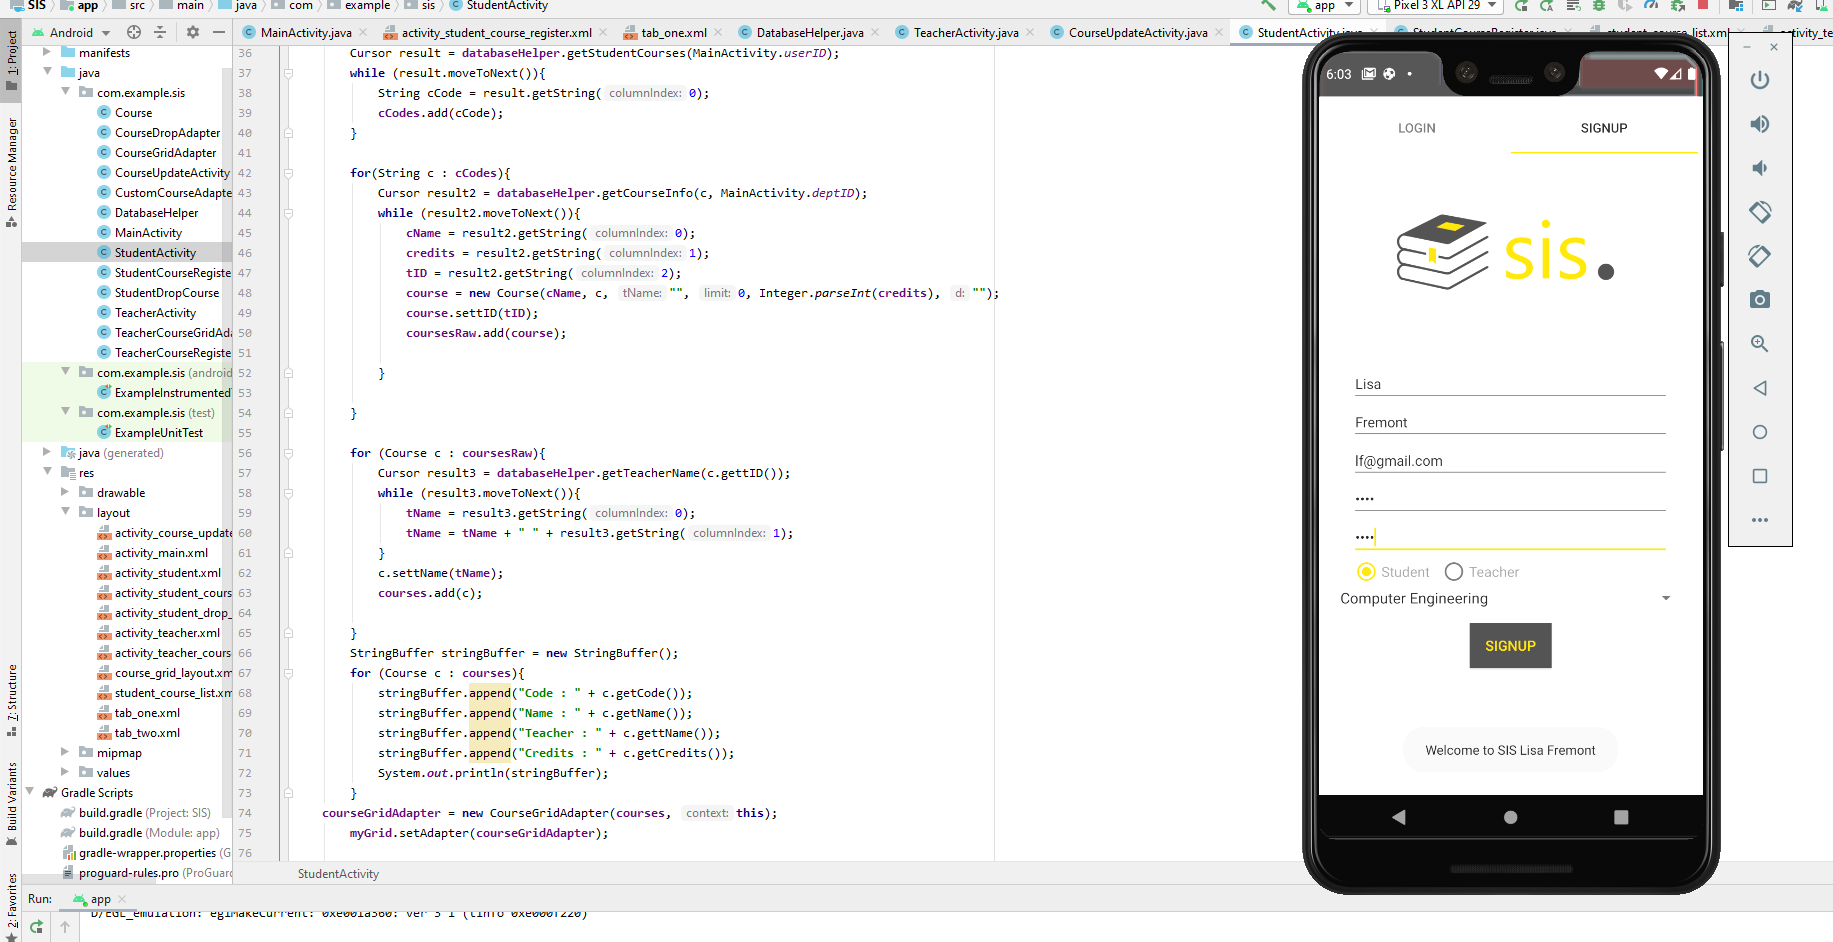 SIS app src main java com example sis StudentActivity
app Pixel 3 XL API 29
Android
MainActivity.java activity_student_course_register.xml tab_one.xml DatabaseHelper.java TeacherActivity.java CourseUpdateActivity.java StudentActivity.java StudentCourseRegister.java student_course_list.xml activity_te
1: Project
Resource Manager
7: Structure
Build Variants
2: Favorites
manifests
java
com.example.sis
Course
CourseDropAdapter
CourseGridAdapter
CourseUpdateActivity
CustomCourseAdapte
DatabaseHelper
MainActivity
StudentActivity
StudentCourseRegiste
StudentDropCourse
TeacherActivity
TeacherCourseGridAda
TeacherCourseRegiste
com.example.sis (android
ExampleInstrumented
com.example.sis (test)
ExampleUnitTest
java (generated)
res
drawable
layout
activity_course_update
activity_main.xml
activity_student.xml
activity_student_cours
activity_student_drop_
activity_teacher.xml
activity_teacher_cours
course_grid_layout.xm
student_course_list.xm
tab_one.xml
tab_two.xml
mipmap
values
Gradle Scripts
build.gradle (Project: SIS)
build.gradle (Module: app)
gradle-wrapper.properties (G
proguard-rules.pro (ProGuard
36 Cursor result = databaseHelper.getStudentCourses(MainActivity.userID);
37 while (result.moveToNext()){
38 String cCode = result.getString( columnIndex: 0);
39 cCodes.add(cCode);
40 }
41
42 for(String c : cCodes){
43 Cursor result2 = databaseHelper.getCourseInfo(c, MainActivity.deptID);
44 while (result2.moveToNext()){
45 cName = result2.getString( columnIndex: 0);
46 credits = result2.getString( columnIndex: 1);
47 tID = result2.getString( columnIndex: 2);
48 course = new Course(cName, c, tName: "", limit: 0, Integer.parseInt(credits), d: "");
49 course.settID(tID);
50 coursesRaw.add(course);
51
52 }
53
54 }
55
56 for (Course c : coursesRaw){
57 Cursor result3 = databaseHelper.getTeacherName(c.gettID());
58 while (result3.moveToNext()){
59 tName = result3.getString( columnIndex: 0);
60 tName = tName + " " + result3.getString( columnIndex: 1);
61 }
62 c.settName(tName);
63 courses.add(c);
64
65 }
66 StringBuffer stringBuffer = new StringBuffer();
67 for (Course c : courses){
68 stringBuffer.append("Code : " + c.getCode());
69 stringBuffer.append("Name : " + c.getName());
70 stringBuffer.append("Teacher : " + c.gettName());
71 stringBuffer.append("Credits : " + c.getCredits());
72 System.out.println(stringBuffer);
73 }
74 courseGridAdapter = new CourseGridAdapter(courses, context: this);
75 myGrid.setAdapter(courseGridAdapter);
76
StudentActivity
Run: app
D/EGL_emulation: eglMakeCurrent: 0xe001a360: ver 3 1 (tinfo 0xe000f220)
6:03
LOGIN SIGNUP
sis.
Lisa
Fremont
lf@gmail.com
••••
••••
Student Teacher
Computer Engineering
SIGNUP
Welcome to SIS Lisa Fremont